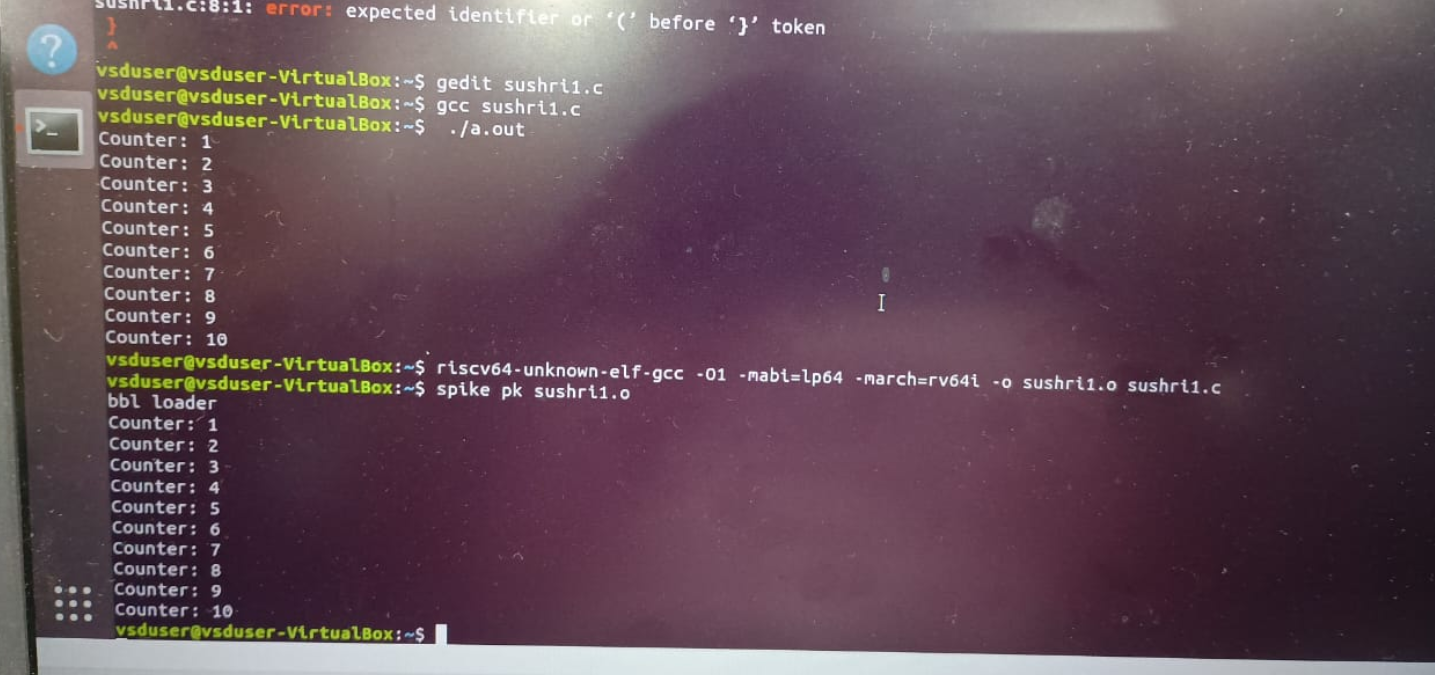 sushri1.c:8:1: error: expected identifier or ‘(’ before ‘}’ token
}
^
vsduser@vsduser-VirtualBox:~$ gedit sushri1.c
vsduser@vsduser-VirtualBox:~$ gcc sushri1.c
vsduser@vsduser-VirtualBox:~$  ./a.out
Counter: 1
Counter: 2
Counter: 3
Counter: 4
Counter: 5
Counter: 6
Counter: 7
Counter: 8
Counter: 9
Counter: 10
vsduser@vsduser-VirtualBox:~$ riscv64-unknown-elf-gcc -O1 -mabi=lp64 -march=rv64i -o sushri1.o sushri1.c
vsduser@vsduser-VirtualBox:~$ spike pk sushri1.o
bbl loader
Counter: 1
Counter: 2
Counter: 3
Counter: 4
Counter: 5
Counter: 6
Counter: 7
Counter: 8
Counter: 9
Counter: 10
vsduser@vsduser-VirtualBox:~$